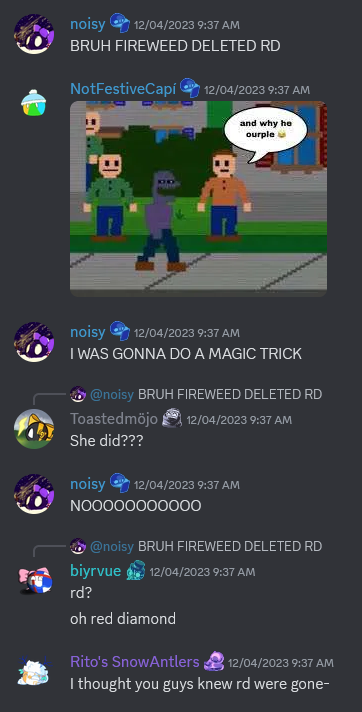 noisy 12/04/2023 9:37 AM
BRUH FIREWEED DELETED RD
NotFestiveCapí 12/04/2023 9:37 AM
and why he
ourple 😂
noisy 12/04/2023 9:37 AM
I WAS GONNA DO A MAGIC TRICK
@noisy BRUH FIREWEED DELETED RD
Toastedmöjo 12/04/2023 9:37 AM
She did???
noisy 12/04/2023 9:37 AM
NOOOOOOOOOOO
@noisy BRUH FIREWEED DELETED RD
biyrvue 12/04/2023 9:37 AM
rd?
oh red diamond
Rito's SnowAntlers 12/04/2023 9:37 AM
I thought you guys knew rd were gone-